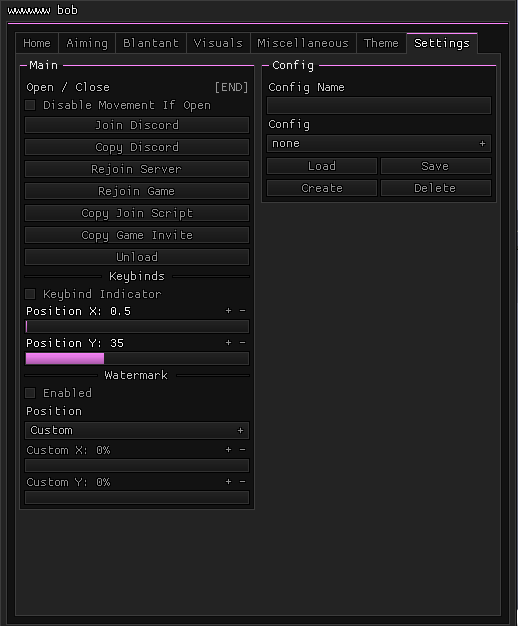 wwwwww bob
Home Aiming Blantant Visuals Miscellaneous Theme Settings
Main
Open / Close [END]
Disable Movement If Open
Join Discord
Copy Discord
Rejoin Server
Rejoin Game
Copy Join Script
Copy Game Invite
Unload
Keybinds
Keybind Indicator
Position X: 0.5 + -
Position Y: 35 + -
Watermark
Enabled
Position
Custom +
Custom X: 0% + -
Custom Y: 0% + -
Config
Config Name
Config
none +
Load Save
Create Delete